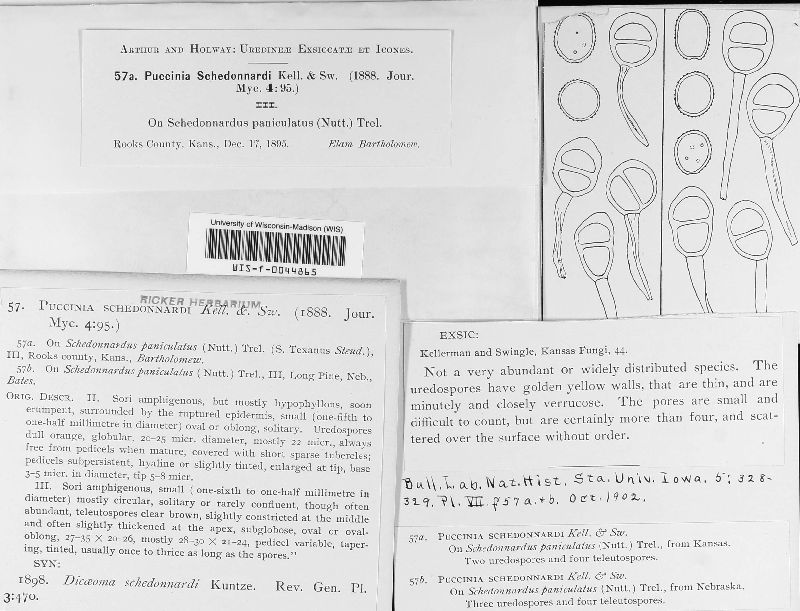 Arthur and Holway: Uredineæ Exsiccatæ et Icones.
57a. Puccinia Schedonnardi Kell. & Sw. (1888. Jour.
Myc. 4: 95.)
III.
On Schedonnardus paniculatus (Nutt.) Trel.
Rooks County, Kans., Dec. 17, 1895. Elam Bartholomew.
University of Wisconsin-Madison (WIS)
WIS-f-0044865
RICKER HERBARIUM
57. Puccinia schedonnardi Kell. & Sw. (1888. Jour.
Myc. 4:95.)
57a. On Schedonnardus paniculatus (Nutt.) Trel. (S. Texanus Steud.),
III, Rooks county, Kans., Bartholomew.
57b. On Schedonnardus paniculatus (Nutt.) Trel., III, Long Pine, Neb.,
Bates.
Orig. Descr. II. Sori amphigenous, but mostly hypophyllous, soon
erumpent, surrounded by the ruptured epidermis, small (one-fifth to
one-half millimetre in diameter) oval or oblong, solitary. Uredospores
dull orange, globular, 20-25 micr. diameter, mostly 22 micr., always
free from pedicels when mature, covered with short, sparse tubercles;
pedicels subpersistent, hyaline or slightly tinted, enlarged at tip, base
3-5 micr. in diameter, tip 5-8 micr.
III. Sori amphigenous, small (one-sixth to one-half millimetre in
diameter) mostly circular, solitary or rarely confluent, though often
abundant, teleutospores clear brown, slightly constricted at the middle
and often slightly thickened at the apex, subglobose, oval or oval-
oblong, 27-35 × 20-26, mostly 28-30 × 21-24, pedicel variable, taper-
ing, tinted, usually once to thrice as long as the spores."
SYN:
1898. Dicæoma schedonnardi Kuntze. Rev. Gen. Pl.
3:470.
EXSIC:
Kellerman and Swingle, Kansas Fungi, 44.
Not a very abundant or widely distributed species. The
uredospores have golden yellow walls, that are thin, and are
minutely and closely verrucose. The pores are small and
difficult to count, but are certainly more than four, and scat-
tered over the surface without order.
Bull. Lab. Nat. Hist. Sta. Univ. Iowa. 5: 328-
329. Pl. VII. f 57 a. + b. Oct. 1902.
57a. Puccinia schedonnardi Kell. & Sw.
On Schedonnardus paniculatus (Nutt.) Trel., from Kansas.
Two uredospores and five teleutospores.
57b. Puccinia schedonnardi Kell. & Sw.
On Schedonnardus paniculatus (Nutt.) Trel., from Nebraska.
Three uredospores and four teleutospores.